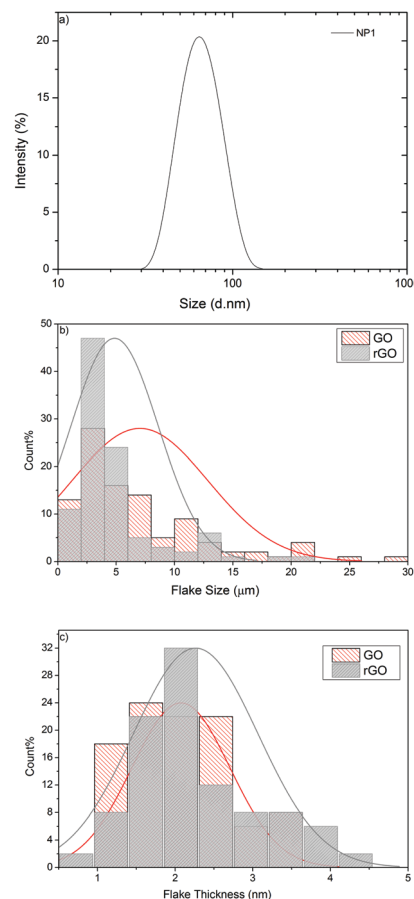 a)
NP1
20
15
10
5
0
Intensity (%)
10
100
100
Size (d.nm)
b)
GO
rGO
50
40
30
20
10
0
Count%
0
5
10
15
20
25
30
Flake Size (μm)
c)
GO
rGO
32
28
24
20
16
12
8
4
0
Count%
1
2
3
4
5
Flake Thickness (nm)